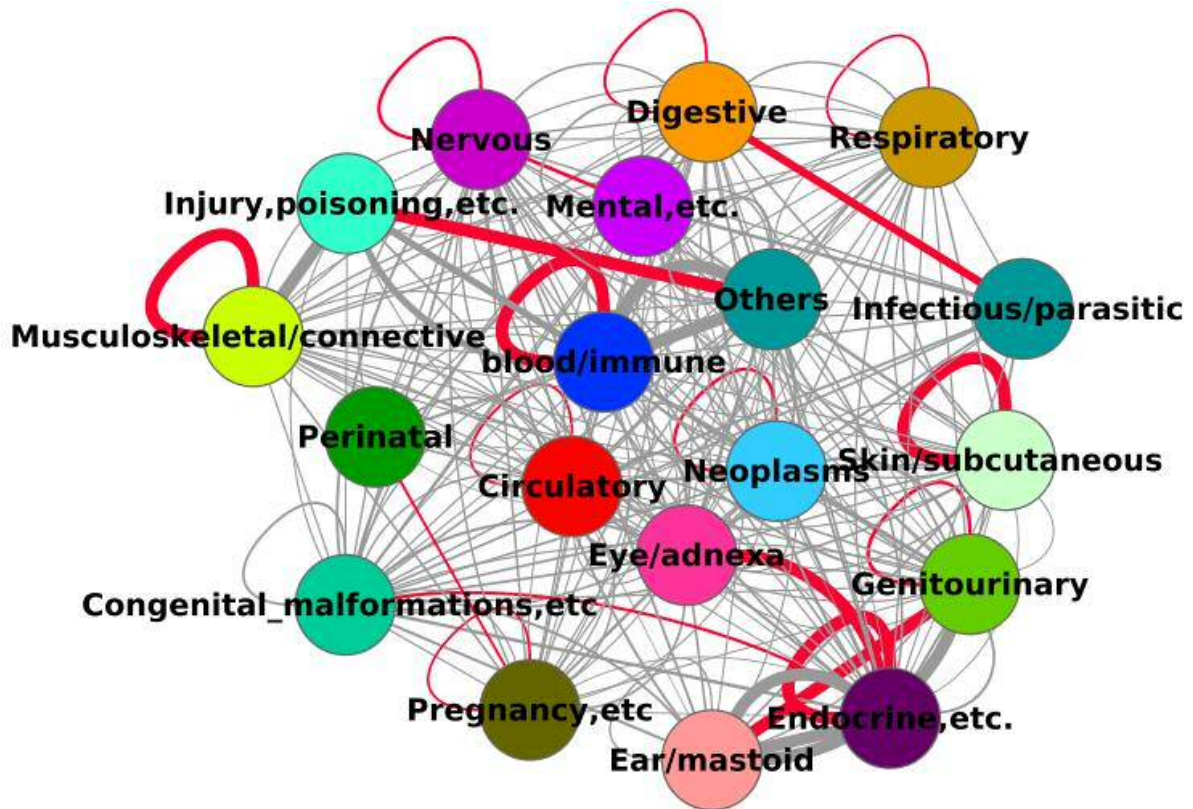 Digestive
Nervous
Respiratory
Injury,poisoning,etc.
Mental,etc.
Others
Infectious/parasitic
Musculoskeletal/connective
blood/immune
Perinatal
Skin/subcutaneous
Neoplasms
Circulatory
Eye/adnexa
Genitourinary
Congenital_malformations,etc
Pregnancy,etc
Endocrine,etc.
Ear/mastoid